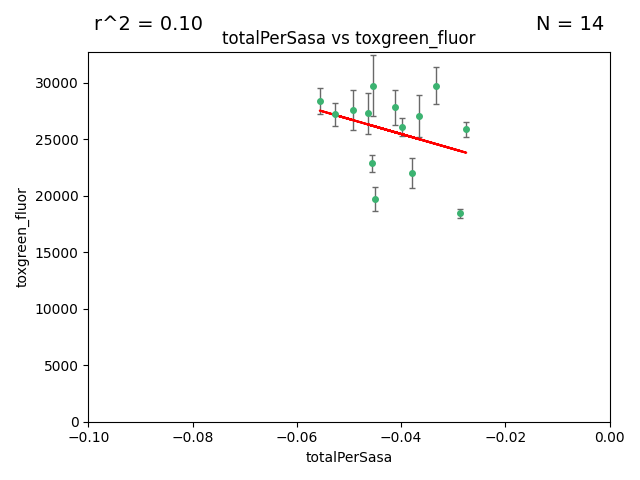 r^2 = 0.10
N = 14
totalPerSasa vs toxgreen_fluor
30000
25000
20000
15000
10000
5000
0
toxgreen_fluor
−0.10
−0.08
−0.06
−0.04
−0.02
0.00
totalPerSasa